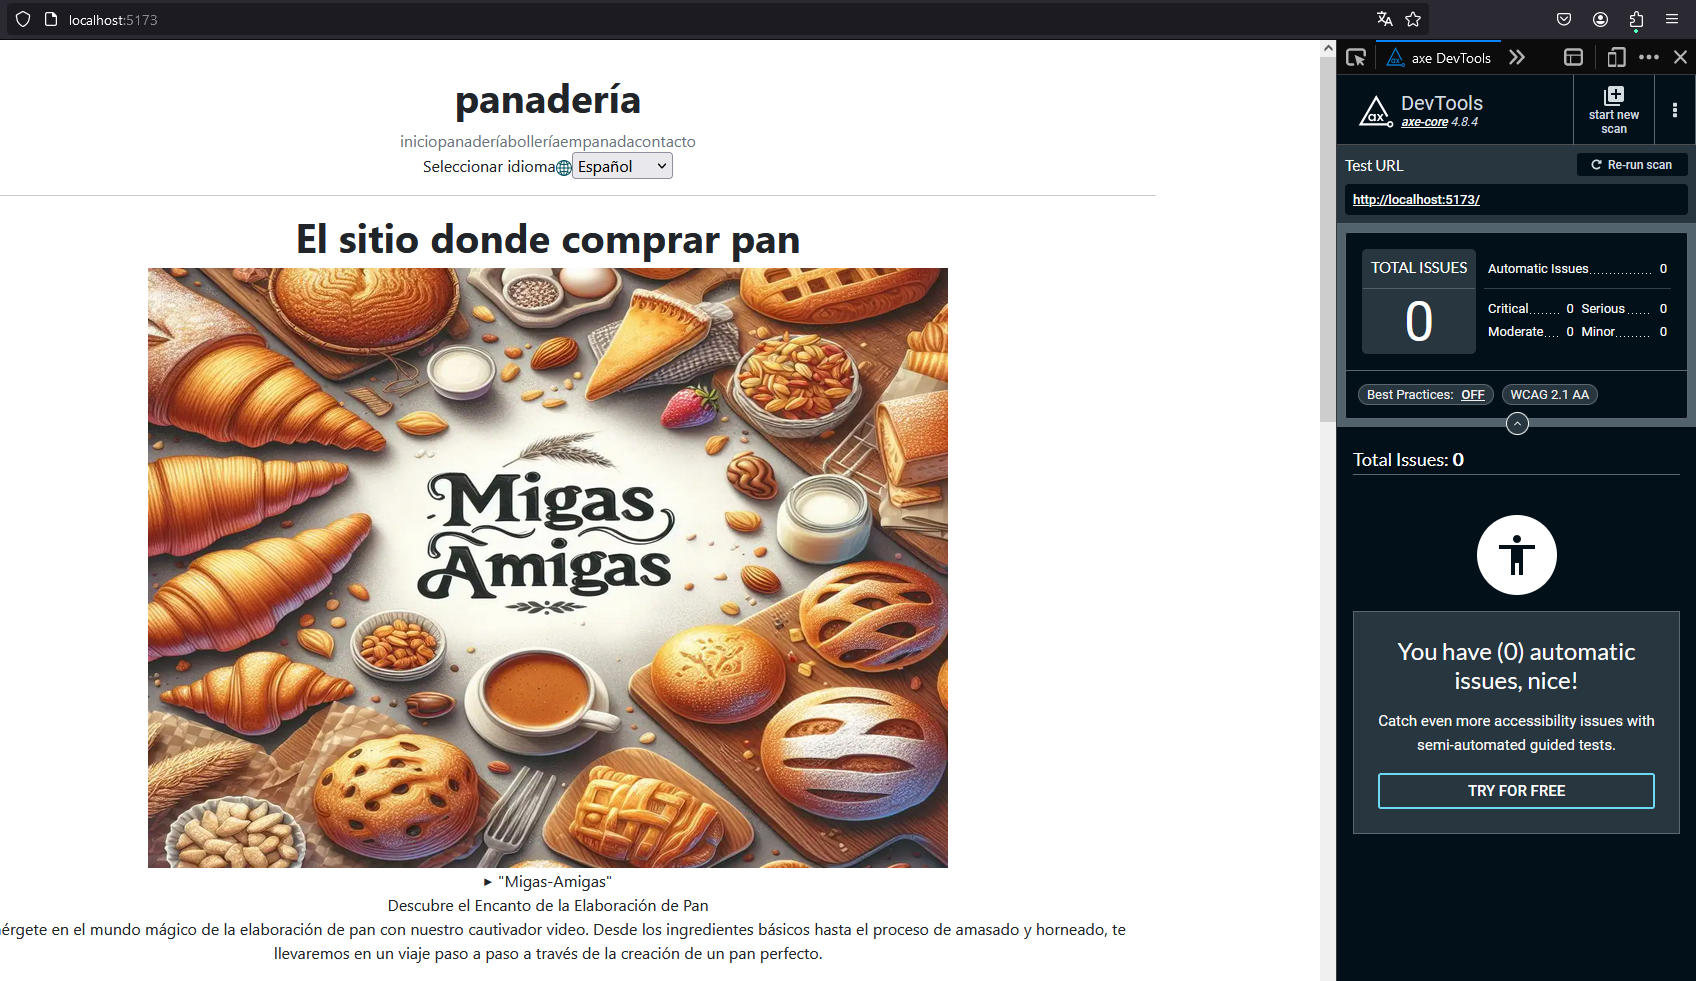 localhost:5173
panadería
iniciopanaderíabolleríaempanadacontacto
Seleccionar idioma Español
El sitio donde comprar pan
Migas
Amigas
▸ "Migas-Amigas"
Descubre el Encanto de la Elaboración de Pan
érgete en el mundo mágico de la elaboración de pan con nuestro cautivador video. Desde los ingredientes básicos hasta el proceso de amasado y horneado, te
llevaremos en un viaje paso a paso a través de la creación de un pan perfecto.
axe DevTools
ax DevTools
axe-core 4.8.4
start new
scan
Test URL
Re-run scan
http://localhost:5173/
TOTAL ISSUES
0
Automatic Issues 0
Critical 0 Serious 0
Moderate 0 Minor 0
Best Practices: OFF
WCAG 2.1 AA
Total Issues: 0
You have (0) automatic
issues, nice!
Catch even more accessibility issues with
semi-automated guided tests.
TRY FOR FREE